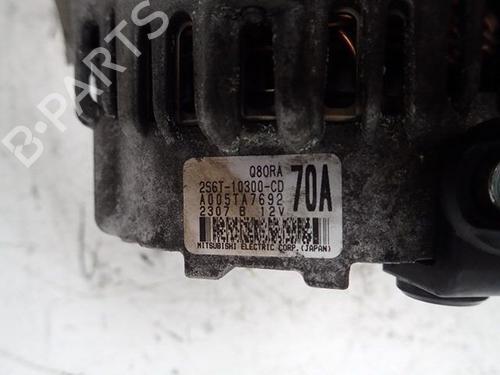 B-PARTS
Q80RA
2S6T-10300-CD
70A
A005TA7692
2307 B 12V
MITSUBISHI ELECTRIC CORP.(JAPAN)